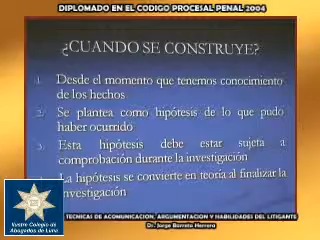 DIPLOMADO EN EL CODIGO PROCESAL PENAL 2004
¿CUANDO SE CONSTRUYE?
1. Desde el momento que tenemos conocimiento
de los hechos
2. Se plantea como hipótesis de lo que pudo
haber ocurrido
3. Esta hipótesis debe estar sujeta a
comprobación durante la investigación
La hipótesis se convierte en teoría al finalizar la
investigación
Ilustre Colegio de
Abogados de Lima
TECNICAS DE ACOMUNICACION, ARGUMENTACION Y HABILIDADES DEL LITIGANTE
Dr. Jorge Barreto Herrera